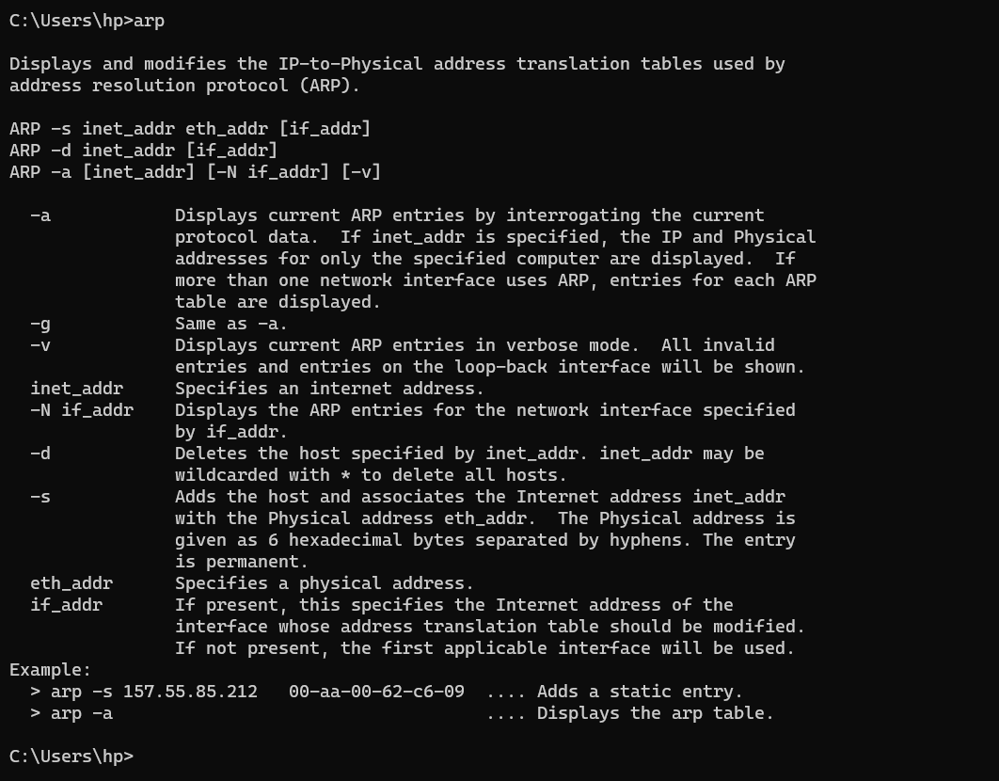 C:\Users\hp>arp
Displays and modifies the IP-to-Physical address translation tables used by
address resolution protocol (ARP).
ARP -s inet_addr eth_addr [if_addr]
ARP -d inet_addr [if_addr]
ARP -a [inet_addr] [-N if_addr] [-v]
-a Displays current ARP entries by interrogating the current
protocol data. If inet_addr is specified, the IP and Physical
addresses for only the specified computer are displayed. If
more than one network interface uses ARP, entries for each ARP
table are displayed.
-g Same as -a.
-v Displays current ARP entries in verbose mode. All invalid
entries and entries on the loop-back interface will be shown.
inet_addr Specifies an internet address.
-N if_addr Displays the ARP entries for the network interface specified
by if_addr.
-d Deletes the host specified by inet_addr. inet_addr may be
wildcarded with * to delete all hosts.
-s Adds the host and associates the Internet address inet_addr
with the Physical address eth_addr. The Physical address is
given as 6 hexadecimal bytes separated by hyphens. The entry
is permanent.
eth_addr Specifies a physical address.
if_addr If present, this specifies the Internet address of the
interface whose address translation table should be modified.
If not present, the first applicable interface will be used.
Example:
> arp -s 157.55.85.212 00-aa-00-62-c6-09 .... Adds a static entry.
> arp -a .... Displays the arp table.
C:\Users\hp>